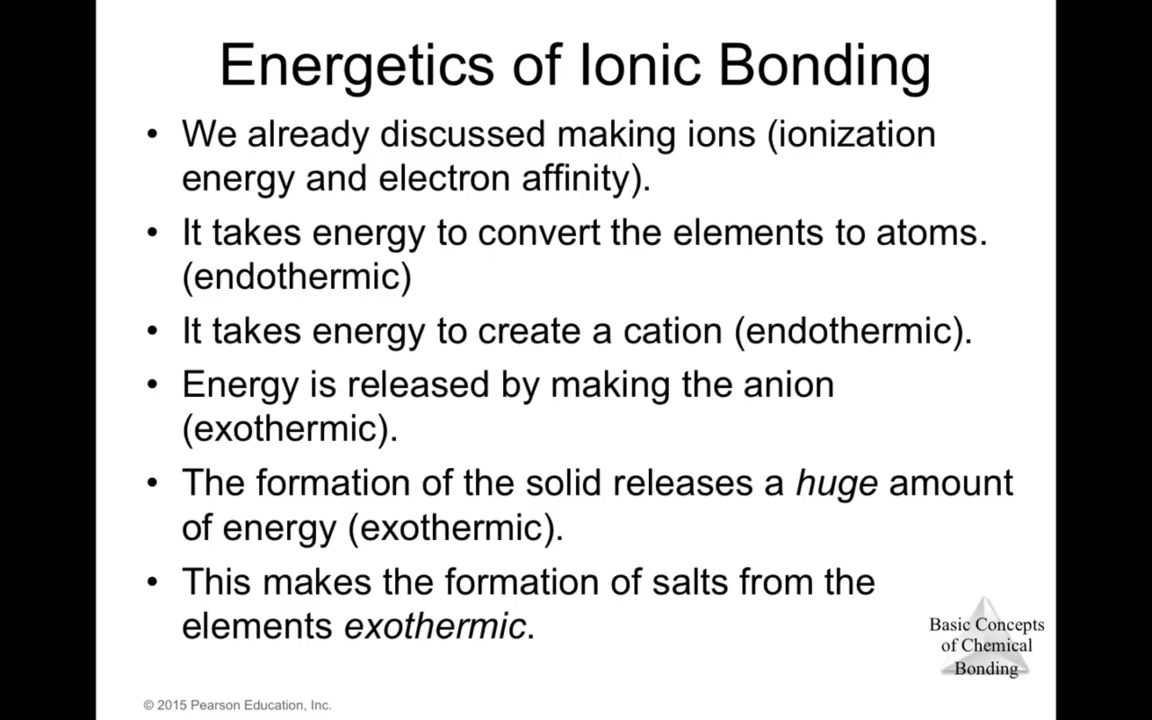 Energetics of Ionic Bonding
• We already discussed making ions (ionization
energy and electron affinity).
• It takes energy to convert the elements to atoms.
(endothermic)
• It takes energy to create a cation (endothermic).
• Energy is released by making the anion
(exothermic).
• The formation of the solid releases a huge amount
of energy (exothermic).
• This makes the formation of salts from the
elements exothermic.
Basic Concepts
of Chemical
Bonding
© 2015 Pearson Education, Inc.